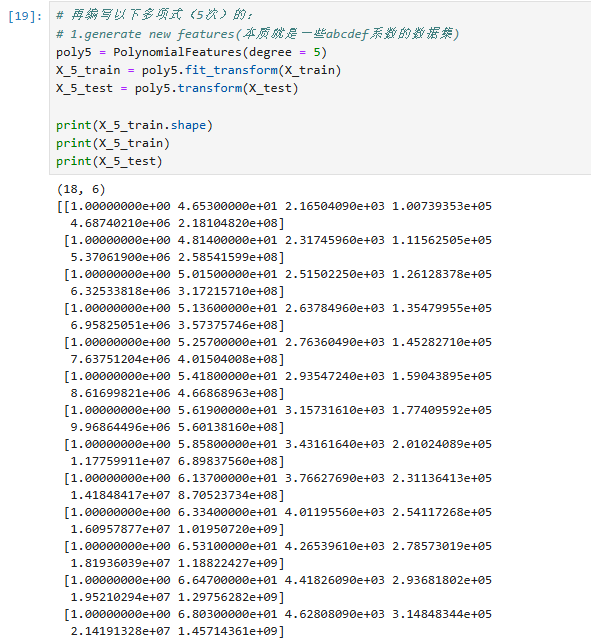 [19]: # 再编写以下多项式（5次）的:
# 1.generate new features(本质就是一些abcdef系数的数据集)
poly5 = PolynomialFeatures(degree = 5)
X_5_train = poly5.fit_transform(X_train)
X_5_test = poly5.transform(X_test)
print(X_5_train.shape)
print(X_5_train)
print(X_5_test)
(18, 6)
[[1.00000000e+00 4.65300000e+01 2.16504090e+03 1.00739353e+05
4.68740210e+06 2.18104820e+08]
[1.00000000e+00 4.81400000e+01 2.31745960e+03 1.11562505e+05
5.37061900e+06 2.58541599e+08]
[1.00000000e+00 5.01500000e+01 2.51502250e+03 1.26128378e+05
6.32533818e+06 3.17215710e+08]
[1.00000000e+00 5.13600000e+01 2.63784960e+03 1.35479955e+05
6.95825051e+06 3.57375746e+08]
[1.00000000e+00 5.25700000e+01 2.76360490e+03 1.45282710e+05
7.63751204e+06 4.01504008e+08]
[1.00000000e+00 5.41800000e+01 2.93547240e+03 1.59043895e+05
8.61699821e+06 4.66868963e+08]
[1.00000000e+00 5.61900000e+01 3.15731610e+03 1.77409592e+05
9.96864496e+06 5.60138160e+08]
[1.00000000e+00 5.85800000e+01 3.43161640e+03 2.01024089e+05
1.17759911e+07 6.89837560e+08]
[1.00000000e+00 6.13700000e+01 3.76627690e+03 2.31136413e+05
1.41848417e+07 8.70523734e+08]
[1.00000000e+00 6.33400000e+01 4.01195560e+03 2.54117268e+05
1.60957877e+07 1.01950720e+09]
[1.00000000e+00 6.53100000e+01 4.26539610e+03 2.78573019e+05
1.81936039e+07 1.18822427e+09]
[1.00000000e+00 6.64700000e+01 4.41826090e+03 2.93681802e+05
1.95210294e+07 1.29756282e+09]
[1.00000000e+00 6.80300000e+01 4.62808090e+03 3.14848344e+05
2.14191328e+07 1.45714361e+09]